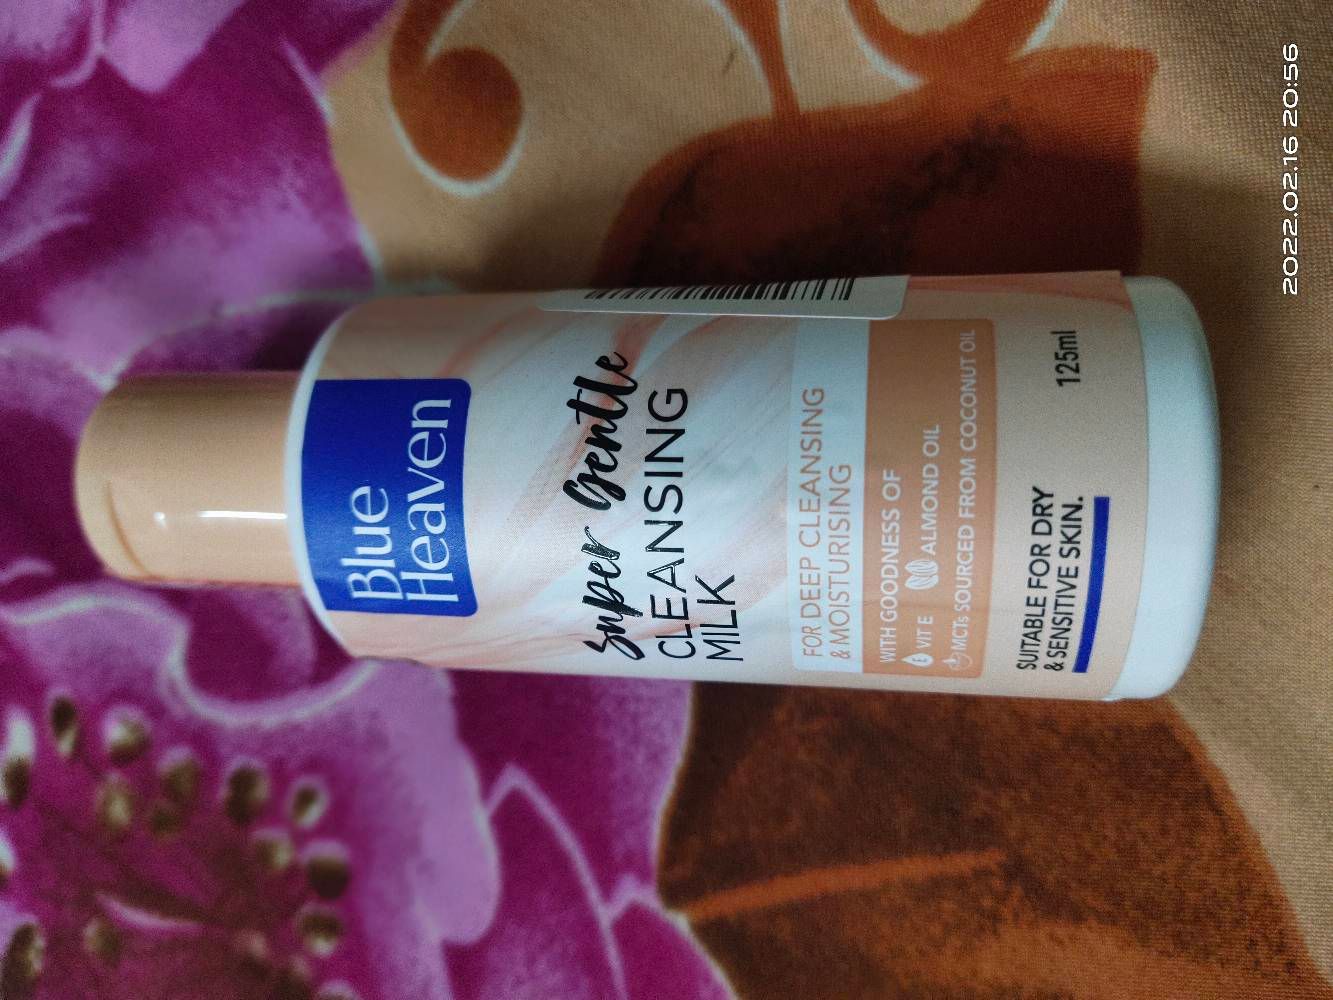 Blue
Heaven
super Gentle
CLEANSING
MILK
FOR DEEP CLEANSING
& MOISTURISING
WITH GOODNESS OF
E VIT E ALMOND OIL
MCTs SOURCED FROM COCONUT OIL
SUITABLE FOR DRY
& SENSITIVE SKIN.
125ml
2022.02.16 20:56